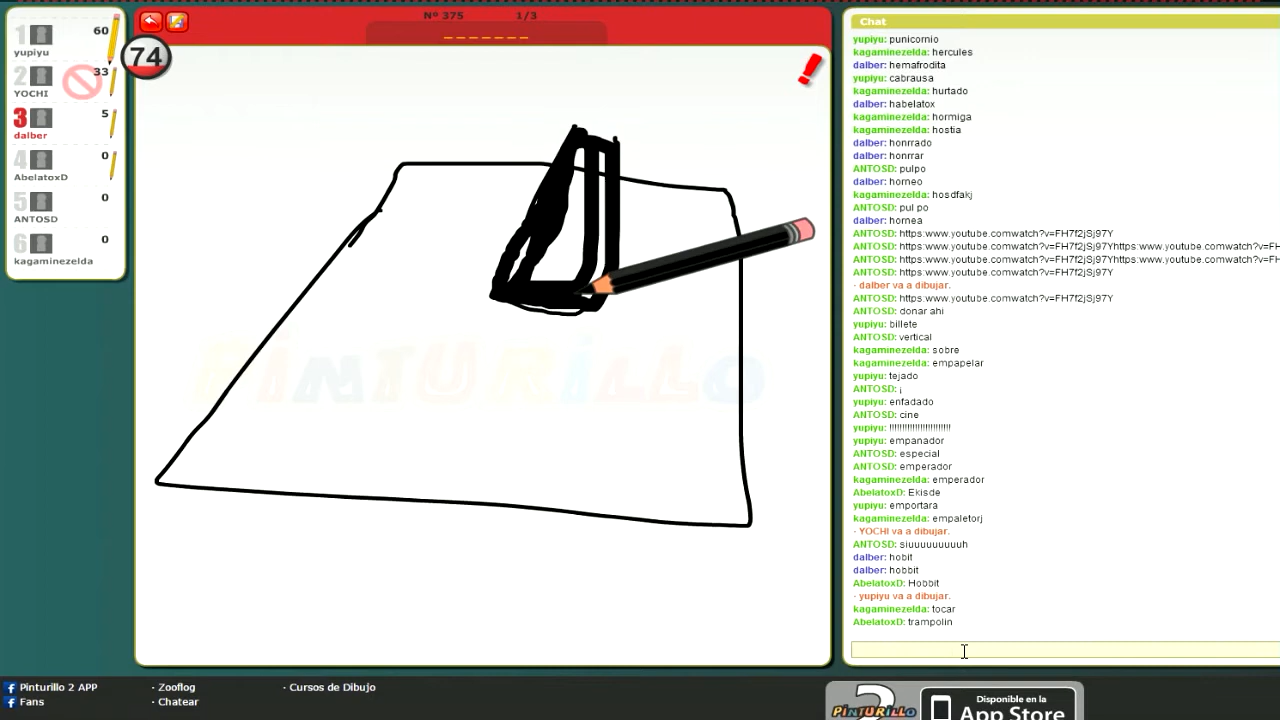 1
60
yupiyu
2
33
YOCHI
3
5
dalber
4
0
AbelatoxD
5
0
ANTOSD
6
0
kagaminezelda
74
Nº 375
1/3
_ _ _ _ _ _ _
PINTURILLO
Chat
yupiyu: punicornio
kagaminezelda: hercules
dalber: hemafrodita
yupiyu: cabrausa
kagaminezelda: hurtado
dalber: habelatox
kagaminezelda: hormiga
kagaminezelda: hostia
dalber: honrrado
dalber: honrrar
ANTOSD: pulpo
dalber: horneo
kagaminezelda: hosdfakj
ANTOSD: pul po
dalber: hornea
ANTOSD: https:www.youtube.comwatch?v=FH7f2jSj97Y
ANTOSD: https:www.youtube.comwatch?v=FH7f2jSj97Yhttps:www.youtube.comwatch?v=FH
ANTOSD: https:www.youtube.comwatch?v=FH7f2jSj97Yhttps:www.youtube.comwatch?v=FH
ANTOSD: https:www.youtube.comwatch?v=FH7f2jSj97Y
· dalber va a dibujar.
ANTOSD: https:www.youtube.comwatch?v=FH7f2jSj97Y
ANTOSD: donar ahi
yupiyu: billete
ANTOSD: vertical
kagaminezelda: sobre
kagaminezelda: empapelar
yupiyu: tejado
ANTOSD: ¡
yupiyu: enfadado
ANTOSD: cine
yupiyu: !!!!!!!!!!!!!!!!!!!!!!!
yupiyu: empanador
ANTOSD: especial
ANTOSD: emperador
kagaminezelda: emperador
AbelatoxD: Ekisde
yupiyu: emportara
kagaminezelda: empaletorj
· YOCHI va a dibujar.
ANTOSD: siuuuuuuuuuh
dalber: hobit
dalber: hobbit
AbelatoxD: Hobbit
· yupiyu va a dibujar.
kagaminezelda: tocar
AbelatoxD: trampolin
Pinturillo 2 APP
Fans
· Zooflog
· Chatear
· Cursos de Dibujo
PINTURILLO
2
Disponible en la
App Store